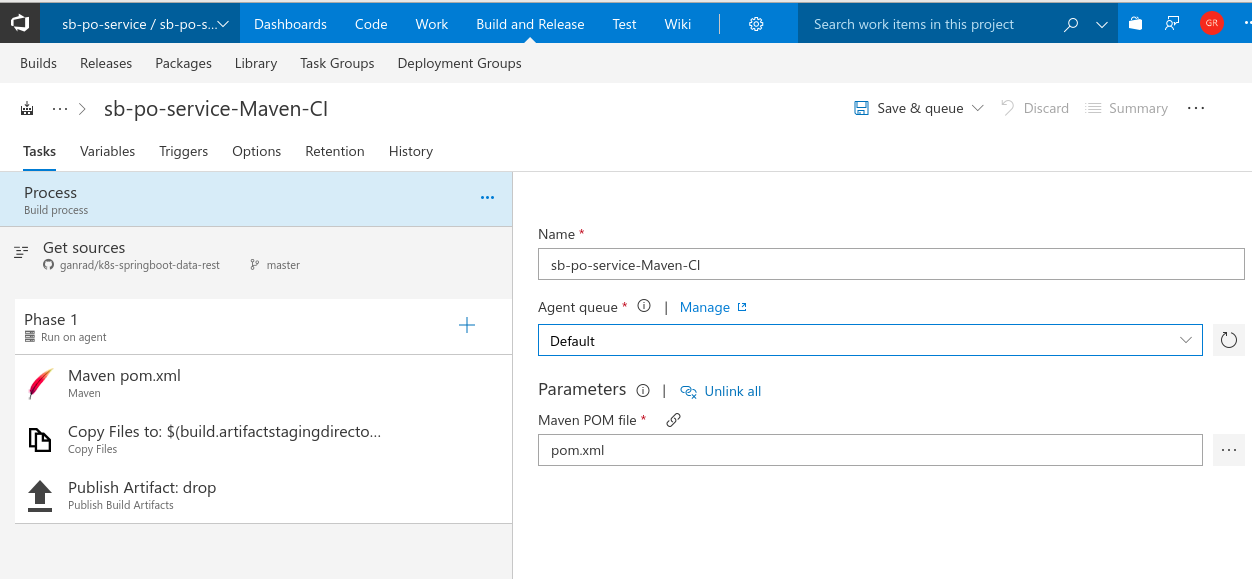 sb-po-service / sb-po-s... Dashboards Code Work Build and Release Test Wiki Search work items in this project GR
Builds Releases Packages Library Task Groups Deployment Groups
... > sb-po-service-Maven-CI Save & queue Discard Summary ...
Tasks Variables Triggers Options Retention History
Process ...
Build process
Get sources
ganrad/k8s-springboot-data-rest master
Phase 1
Run on agent
Maven pom.xml
Maven
Copy Files to: $(build.artifactstagingdirecto...
Copy Files
Publish Artifact: drop
Publish Build Artifacts
Name *
sb-po-service-Maven-CI
Agent queue * | Manage
Default
Parameters | Unlink all
Maven POM file *
pom.xml ...